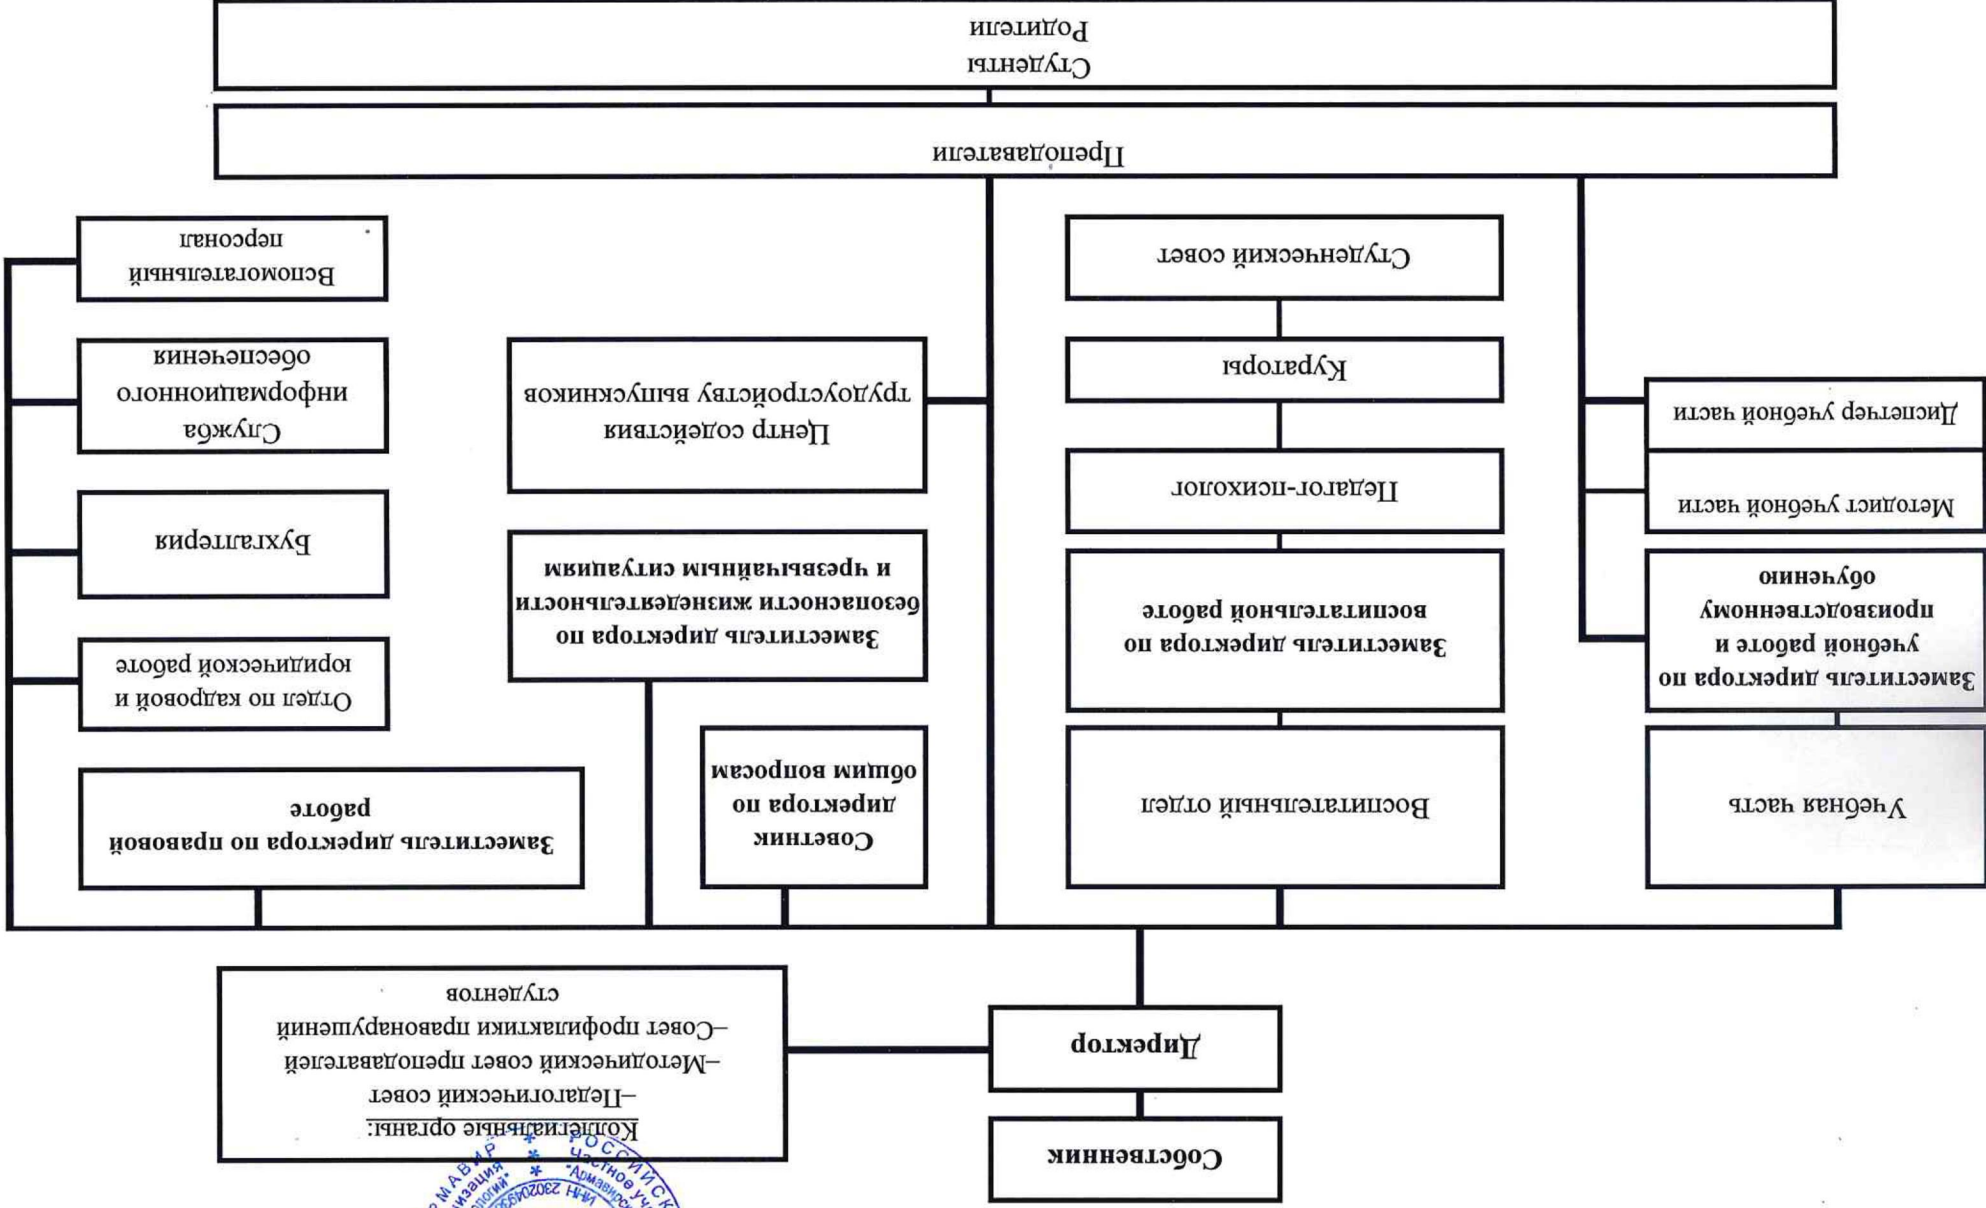 Собственник
Директор
Коллегиальные органы:
–Педагогический совет
–Методический совет преподавателей
–Совет профилактики правонарушений
студентов
Учебная часть
Заместитель директора по
учебной работе и
производственному
обучению
Методист учебной части
Диспетчер учебной части
Воспитательный отдел
Заместитель директора по
воспитательной работе
Педагог-психолог
Кураторы
Студенческий совет
Советник
директора по
общим вопросам
Заместитель директора по
безопасности жизнедеятельности
и чрезвычайным ситуациям
Центр содействия
трудоустройству выпускников
Заместитель директора по правовой
работе
Отдел по кадровой и
юридической работе
Бухгалтерия
Служба
информационного
обеспечения
Вспомогательный
персонал
Преподаватели
Студенты
Родители